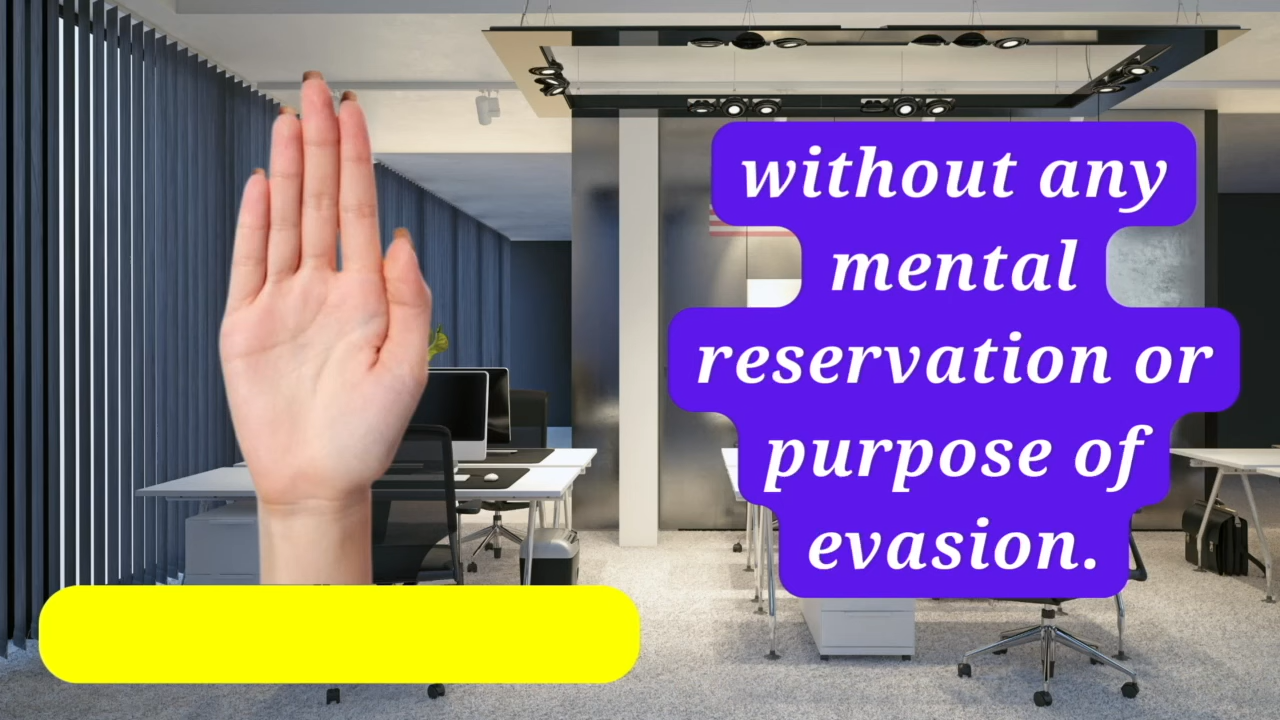 without any
mental
reservation or
purpose of
evasion.